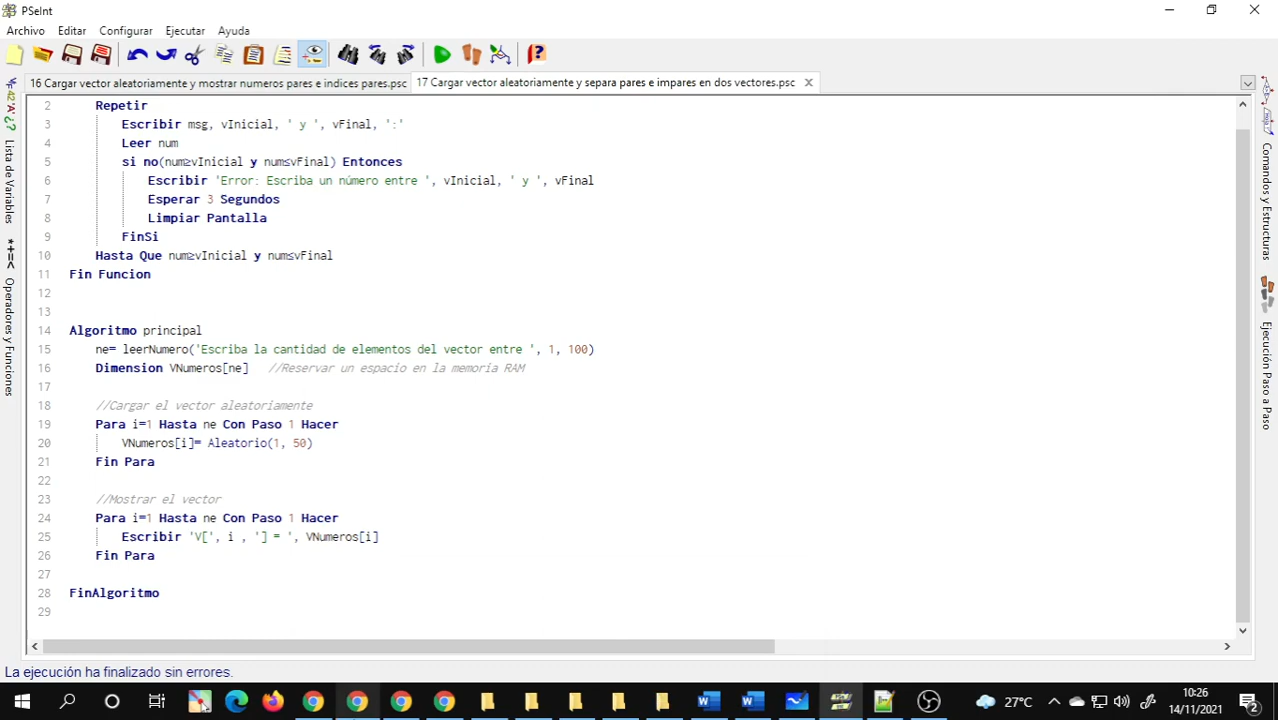 PSeInt
Archivo Editar Configurar Ejecutar Ayuda
16 Cargar vector aleatoriamente y mostrar numeros pares e indices pares.psc
17 Cargar vector aleatoriamente y separa pares e impares en dos vectores.psc
Lista de Variables
Operadores y Funciones
2 Repetir
3 Escribir msg, vInicial, ' y ', vFinal, ':'
4 Leer num
5 si no(num≥vInicial y num≤vFinal) Entonces
6 Escribir 'Error: Escriba un número entre ', vInicial, ' y ', vFinal
7 Esperar 3 Segundos
8 Limpiar Pantalla
9 FinSi
10 Hasta Que num≥vInicial y num≤vFinal
11 Fin Funcion
12
13
14 Algoritmo principal
15 ne= leerNumero('Escriba la cantidad de elementos del vector entre ', 1, 100)
16 Dimension VNumeros[ne] //Reservar un espacio en la memoria RAM
17
18 //Cargar el vector aleatoriamente
19 Para i=1 Hasta ne Con Paso 1 Hacer
20 VNumeros[i]= Aleatorio(1, 50)
21 Fin Para
22
23 //Mostrar el vector
24 Para i=1 Hasta ne Con Paso 1 Hacer
25 Escribir 'V[', i , '] = ', VNumeros[i]
26 Fin Para
27
28 FinAlgoritmo
29
Comandos y Estructuras
Ejecución Paso a Paso
La ejecución ha finalizado sin errores.
27°C
10:26
14/11/2021
2